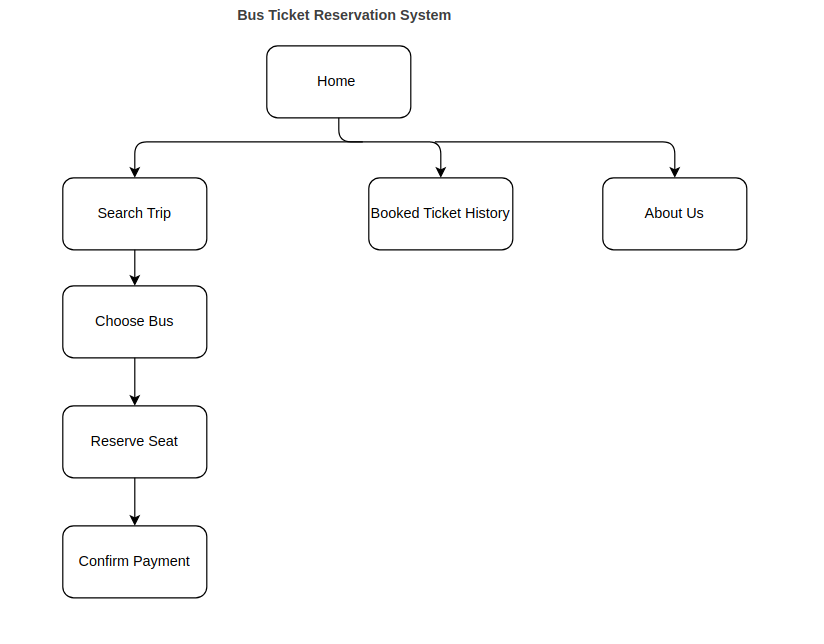 Bus Ticket Reservation System
Home
Search Trip
Booked Ticket History
About Us
Choose Bus
Reserve Seat
Confirm Payment